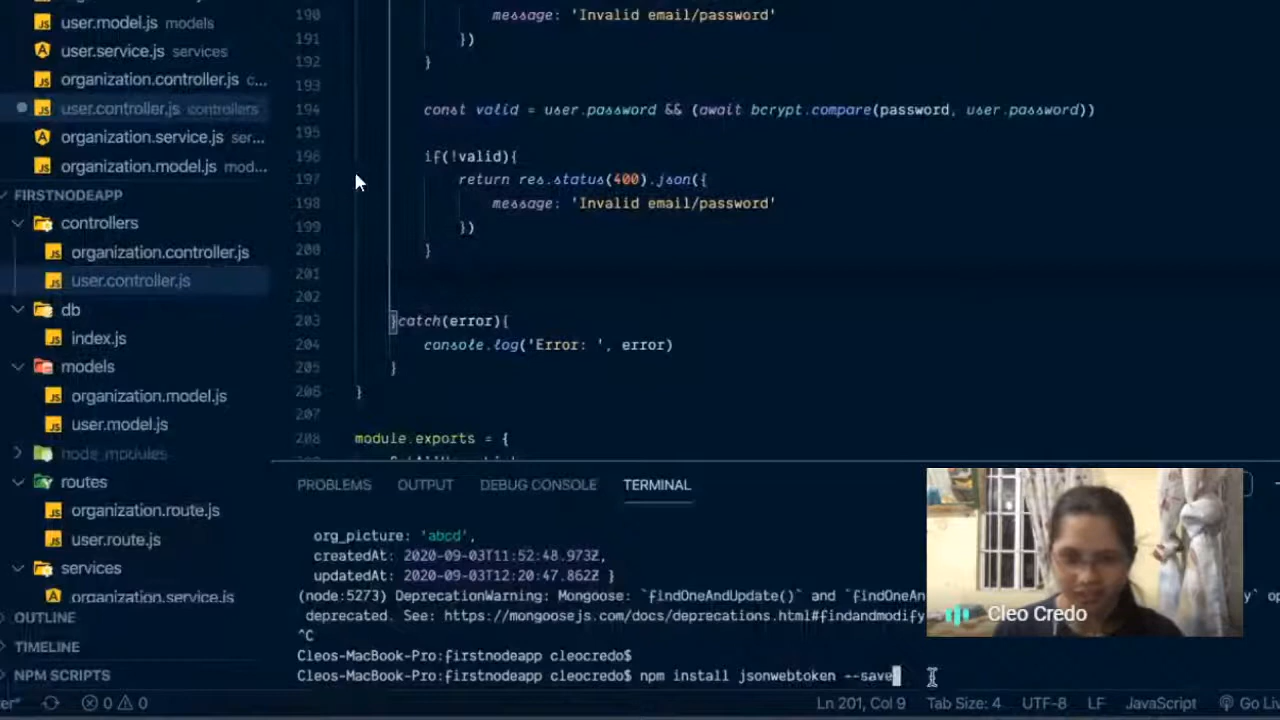 user.model.js models
user.service.js services
organization.controller.js c...
user.controller.js controllers
organization.service.js ser...
organization.model.js mod...
FIRSTNODEAPP
controllers
organization.controller.js
user.controller.js
db
index.js
models
organization.model.js
user.model.js
node_modules
routes
organization.route.js
user.route.js
services
organization.service.js
OUTLINE
TIMELINE
NPM SCRIPTS
190 message: 'Invalid email/password'
191 })
192 }
193
194 const valid = user.password && (await bcrypt.compare(password, user.password))
195
196 if(!valid){
197 return res.status(400).json({
198 message: 'Invalid email/password'
199 })
200 }
201
202
203 }catch(error){
204 console.log('Error: ', error)
205 }
206 }
207
208 module.exports = {
PROBLEMS OUTPUT DEBUG CONSOLE TERMINAL
org_picture: 'abcd',
createdAt: 2020-09-03T11:52:48.973Z,
updatedAt: 2020-09-03T12:20:47.862Z }
(node:5273) DeprecationWarning: Mongoose: `findOneAndUpdate()` and `findOneAn
deprecated. See: https://mongoosejs.com/docs/deprecations.html#findandmodify
^C
Cleos-MacBook-Pro:firstnodeapp cleocredo$
Cleos-MacBook-Pro:firstnodeapp cleocredo$ npm install jsonwebtoken --save
Cleo Credo
0 0 Ln 201, Col 9 Tab Size: 4 UTF-8 LF JavaScript Go Liv